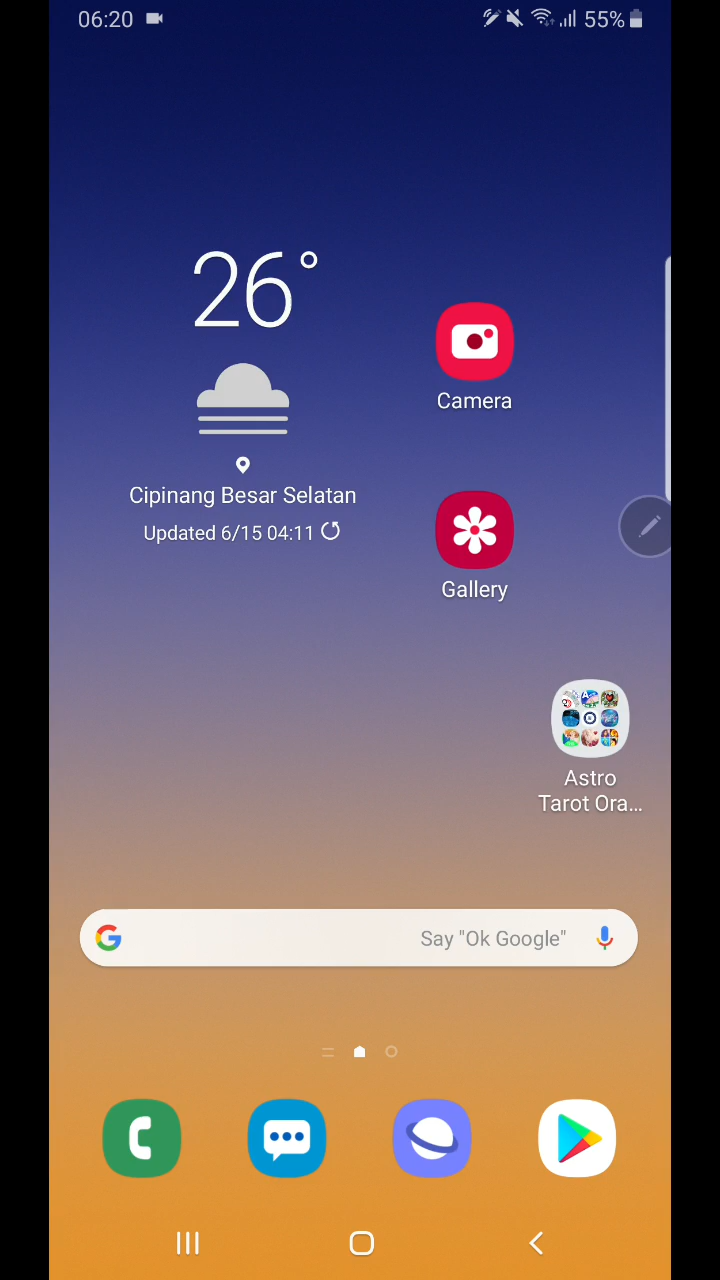 06:20
55%
26°
Camera
Cipinang Besar Selatan
Updated 6/15 04:11
Gallery
Astro
Tarot Ora...
Say "Ok Google"